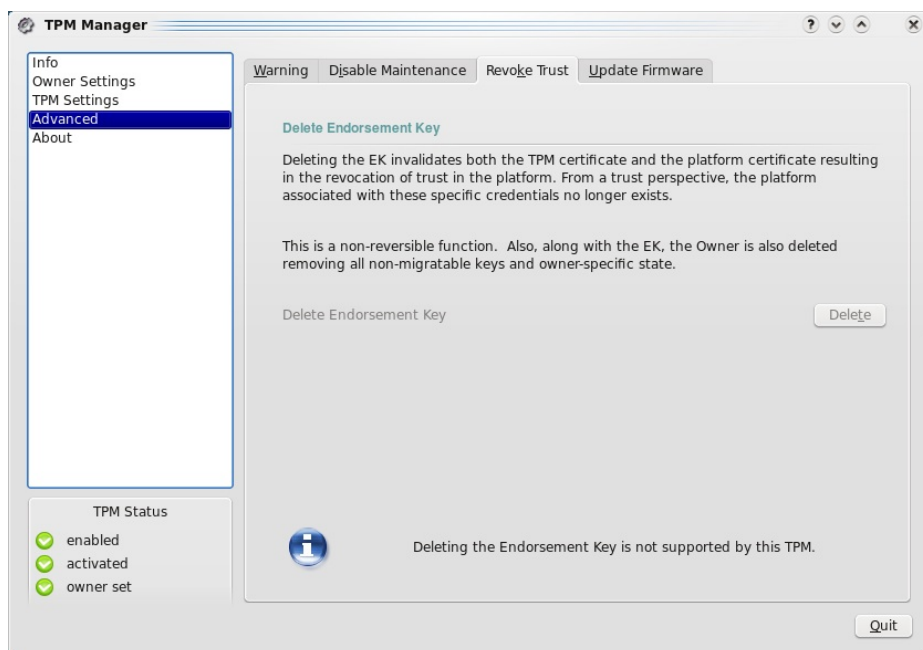 TPM Manager
Info
Owner Settings
TPM Settings
Advanced
About
Warning Disable Maintenance Revoke Trust Update Firmware
Delete Endorsement Key
Deleting the EK invalidates both the TPM certificate and the platform certificate resulting
in the revocation of trust in the platform. From a trust perspective, the platform
associated with these specific credentials no longer exists.
This is a non-reversible function. Also, along with the EK, the Owner is also deleted
removing all non-migratable keys and owner-specific state.
Delete Endorsement Key Delete
TPM Status
enabled
activated
owner set
Deleting the Endorsement Key is not supported by this TPM.
Quit